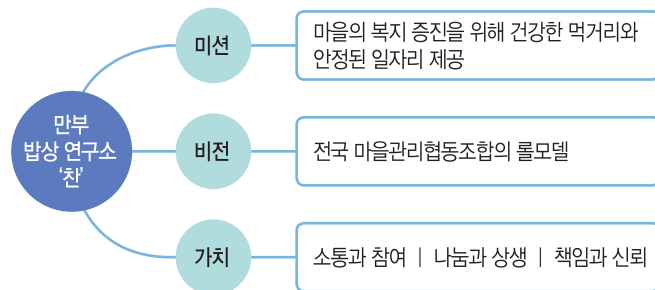 만부
밥상 연구소
‘찬’
미션
마을의 복지 증진을 위해 건강한 먹거리와
안정된 일자리 제공
비전
전국 마을관리협동조합의 롤모델
가치
소통과 참여 | 나눔과 상생 | 책임과 신뢰